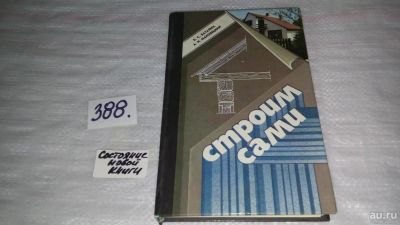 388.
Состояние
новой
книги
строим
сами
au.ru